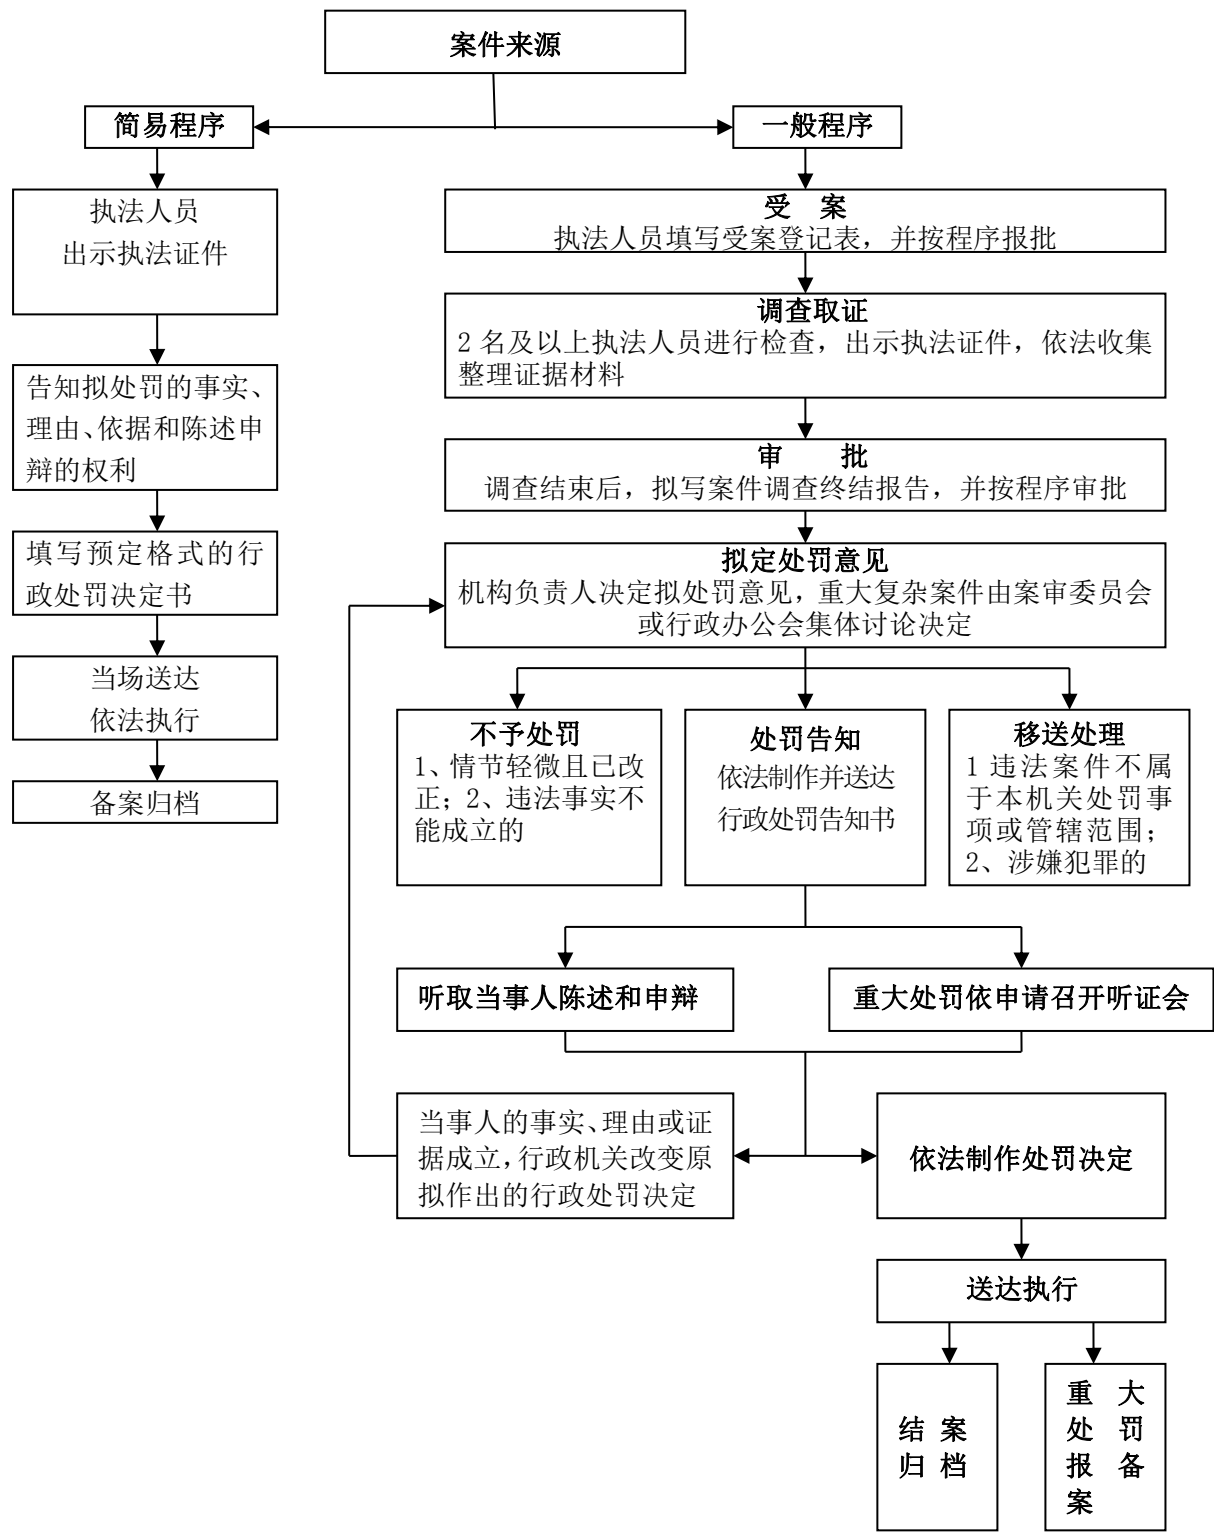 案件来源
简易程序
一般程序
执法人员
出示执法证件
告知拟处罚的事实、
理由、依据和陈述申
辩的权利
填写预定格式的行
政处罚决定书
当场送达
依法执行
备案归档
受 案
执法人员填写受案登记表，并按程序报批
调查取证
2 名及以上执法人员进行检查，出示执法证件，依法收集
整理证据材料
审 批
调查结束后，拟写案件调查终结报告，并按程序审批
拟定处罚意见
机构负责人决定拟处罚意见，重大复杂案件由案审委员会
或行政办公会集体讨论决定
不予处罚
1、情节轻微且已改
正；2、违法事实不
能成立的
处罚告知
依法制作并送达
行政处罚告知书
移送处理
1 违法案件不属
于本机关处罚事
项或管辖范围；
2、涉嫌犯罪的
听取当事人陈述和申辩
重大处罚依申请召开听证会
当事人的事实、理由或证
据成立，行政机关改变原
拟作出的行政处罚决定
依法制作处罚决定
送达执行
结 案
归 档
重 大
处 罚
报 备
案